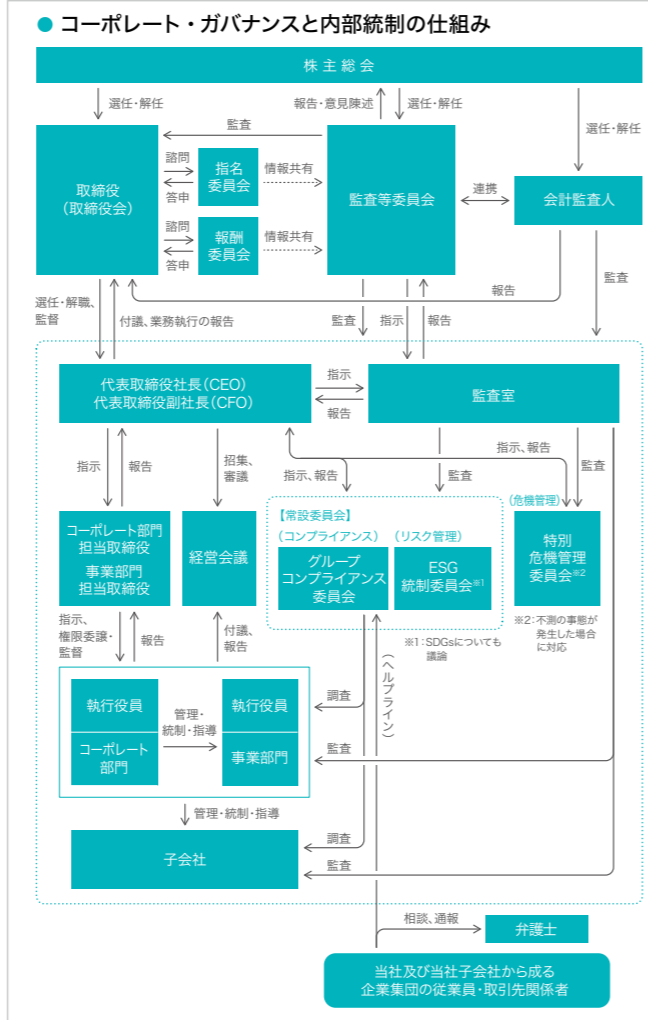 ● コーポレート・ガバナンスと内部統制の仕組み
株主総会
選任・解任
報告・意見陳述
選任・解任
選任・解任
監査
取締役
（取締役会）
諮問
答申
指名
委員会
情報共有
諮問
答申
報酬
委員会
情報共有
監査等委員会
連携
会計監査人
選任・解職、
監督
付議、業務執行の報告
監査
指示
報告
報告
監査
代表取締役社長（CEO）
代表取締役副社長（CFO）
指示
報告
監査室
指示
報告
招集、
審議
指示、報告
監査
指示、報告
監査
コーポレート部門
担当取締役
事業部門
担当取締役
経営会議
【常設委員会】
（コンプライアンス）
（リスク管理）
グループ
コンプライアンス
委員会
ESG
統制委員会※1
（危機管理）
特別
危機管理
委員会※2
※1：SDGsについても
議論
※2：不測の事態が
発生した場合
に対応
指示、
権限委譲・
監督
報告
付議、
報告
（ヘルプライン）
執行役員
コーポレート
部門
管理・
統制・指導
執行役員
事業部門
調査
監査
管理・統制・指導
子会社
調査
監査
相談、通報
弁護士
当社及び当社子会社から成る
企業集団の従業員・取引先関係者